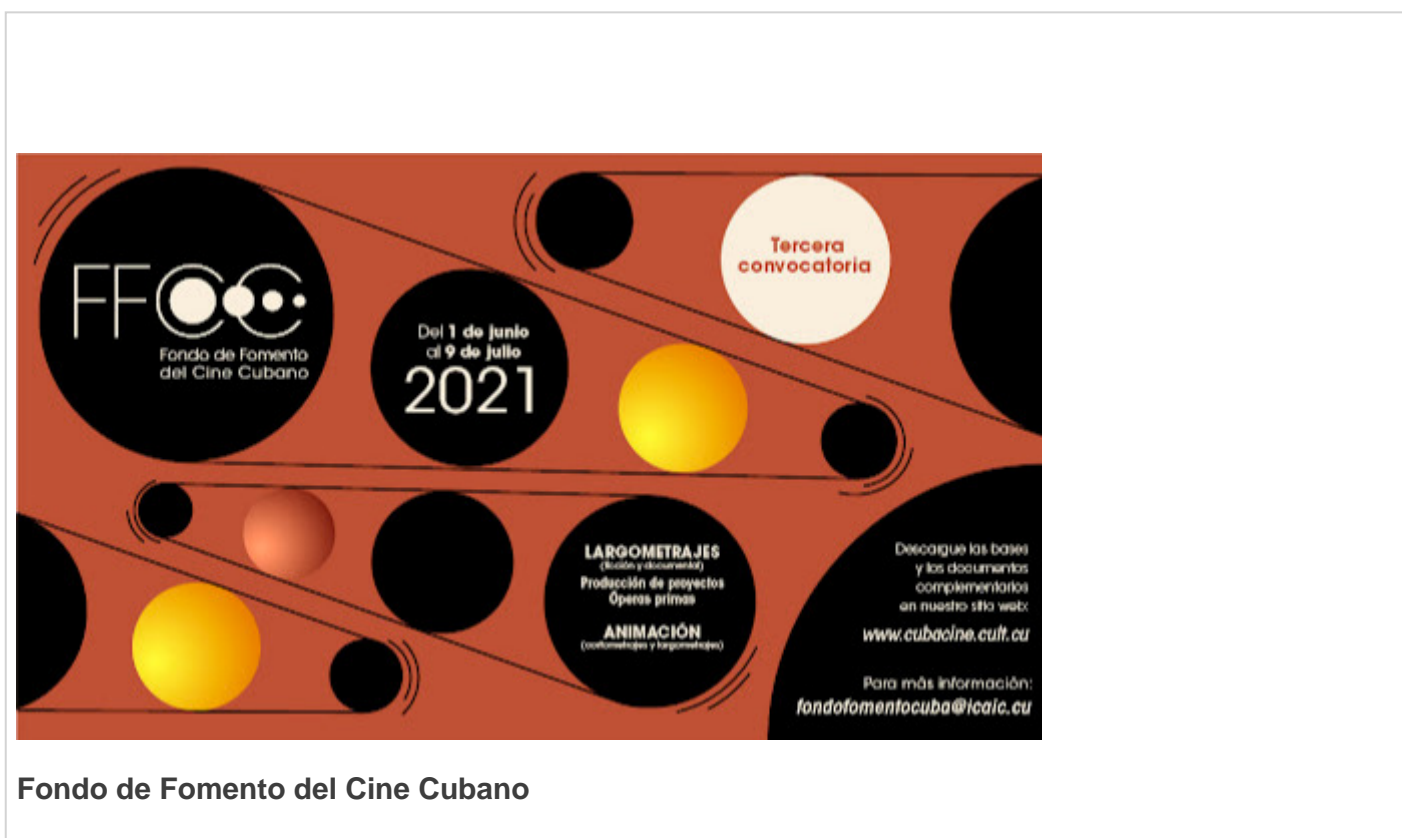 FFCC
Fondo de Fomento
del Cine Cubano
Del 1 de junio
al 9 de julio
2021
Tercera
convocatoria
LARGOMETRAJES
(ficción y documental)
Producción de proyectos
Óperas primas
ANIMACIÓN
(cortometrajes y largometrajes)
Descargue las bases
y los documentos
complementarios
en nuestro sitio web:
www.cubacine.cult.cu
Para más información:
fondofomentocuba@icaic.cu
Fondo de Fomento del Cine Cubano